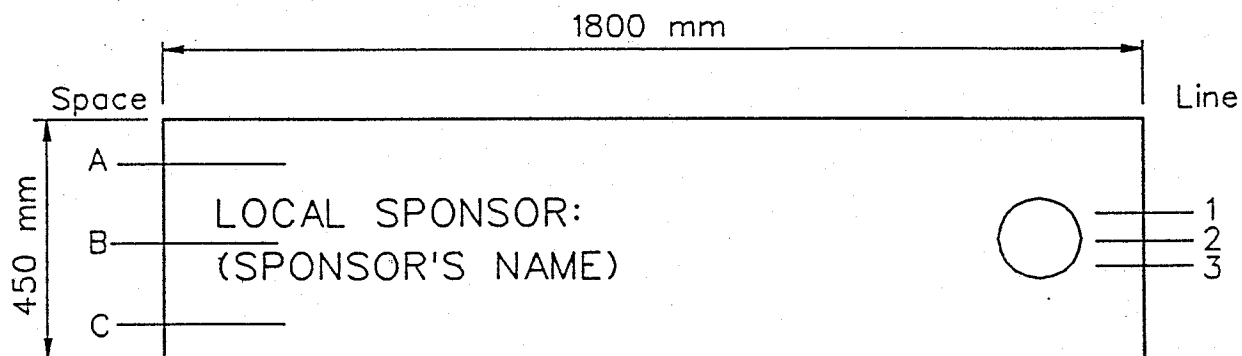 1800 mm
Space
Line
450 mm
A
LOCAL SPONSOR:
1
B
2
(SPONSOR'S NAME)
3
C